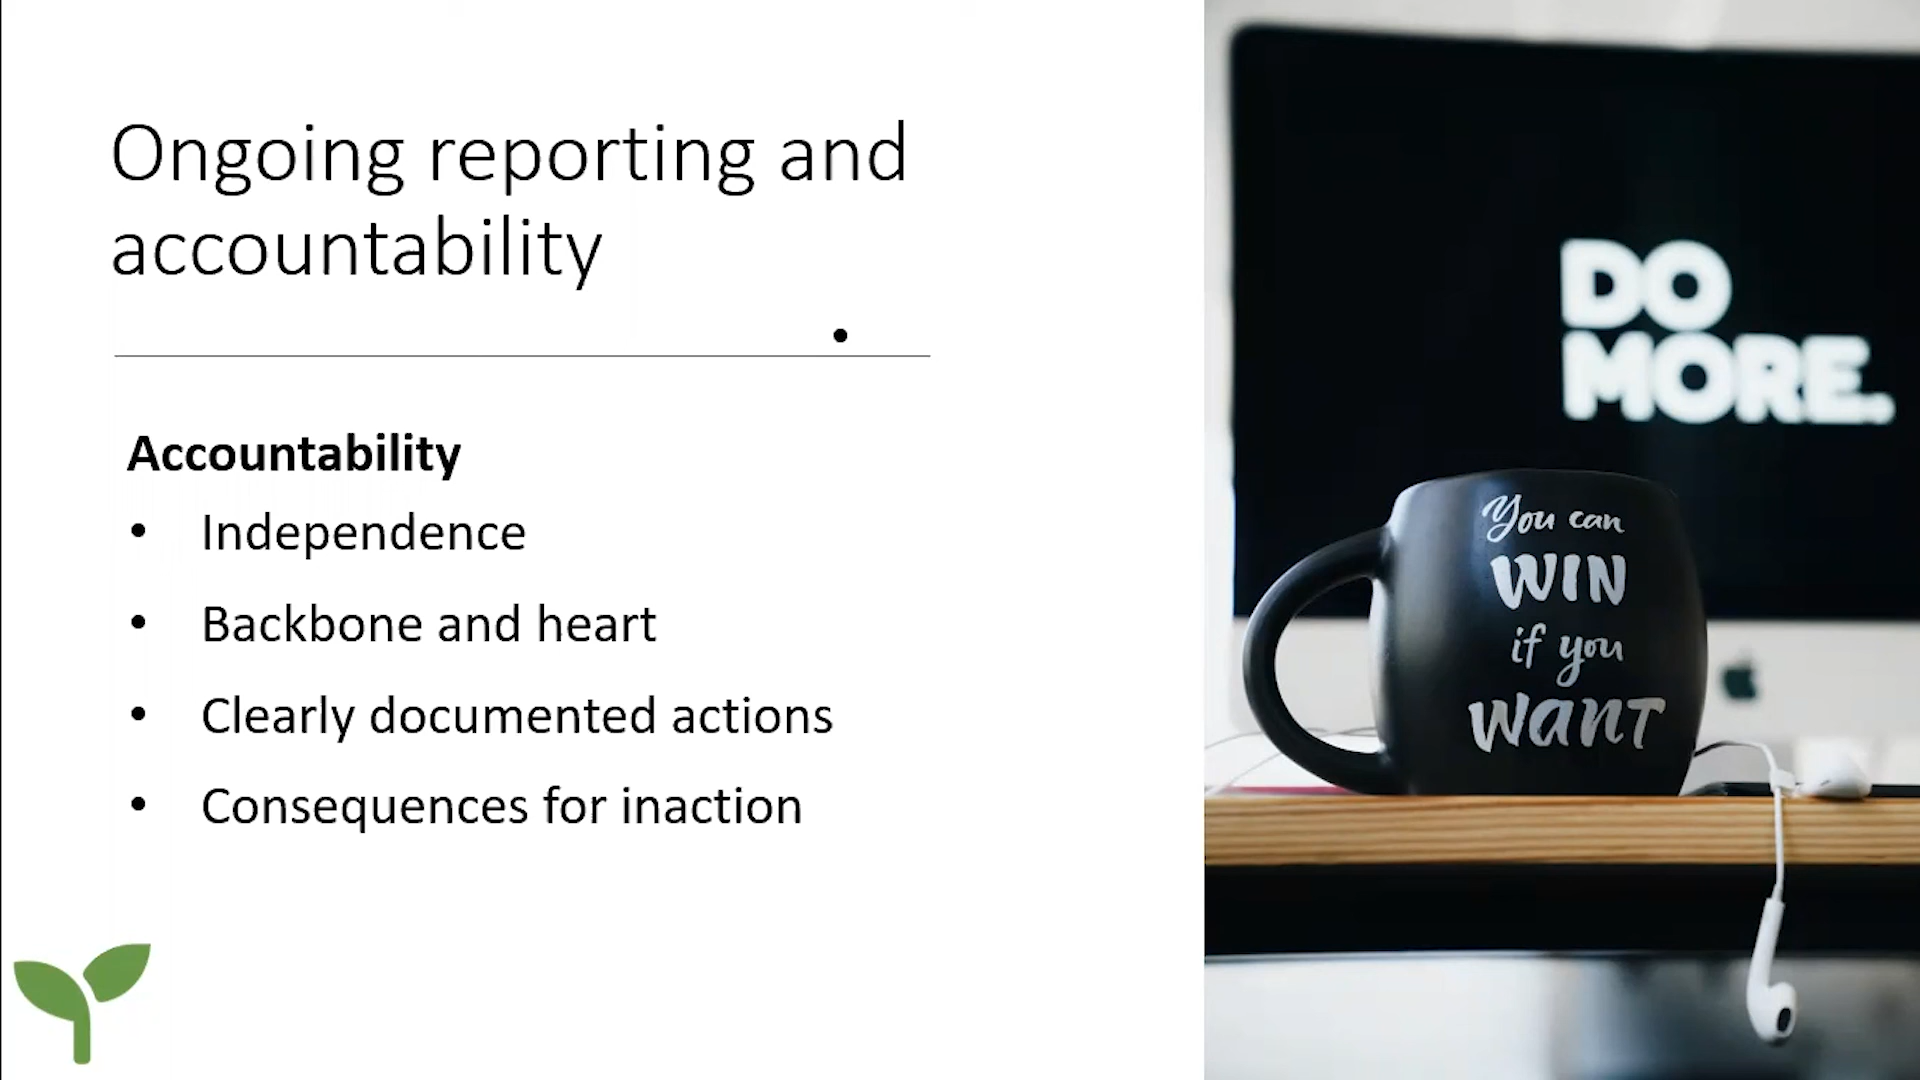 Ongoing reporting and
accountability
•
Accountability
• Independence
• Backbone and heart
• Clearly documented actions
• Consequences for inaction
DO
MORE.
You can
WIN
if you
WANT